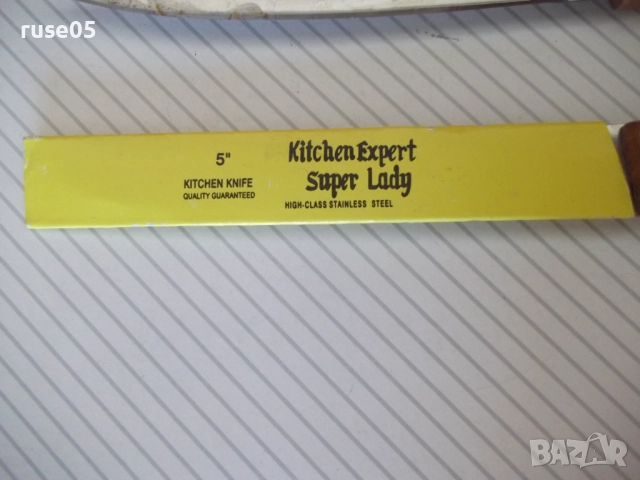 ruse05
5"
KITCHEN KNIFE
QUALITY GUARANTEED
Kitchen Expert
Super Lady
HIGH-CLASS STAINLESS STEEL
BAZAR